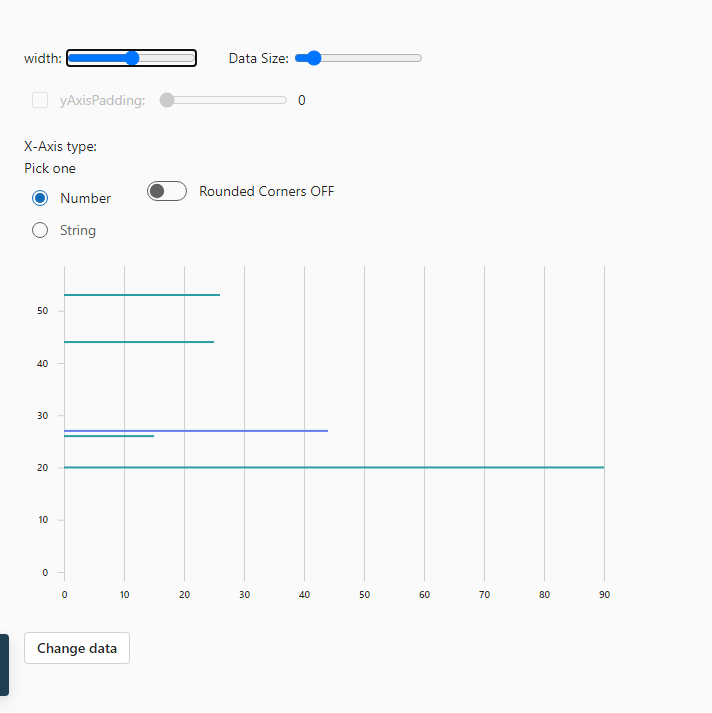 width: Data Size:
yAxisPadding: 0
X-Axis type:
Pick one
Number
Rounded Corners OFF
String
50
40
30
20
10
0
0 10 20 30 40 50 60 70 80 90
Change data